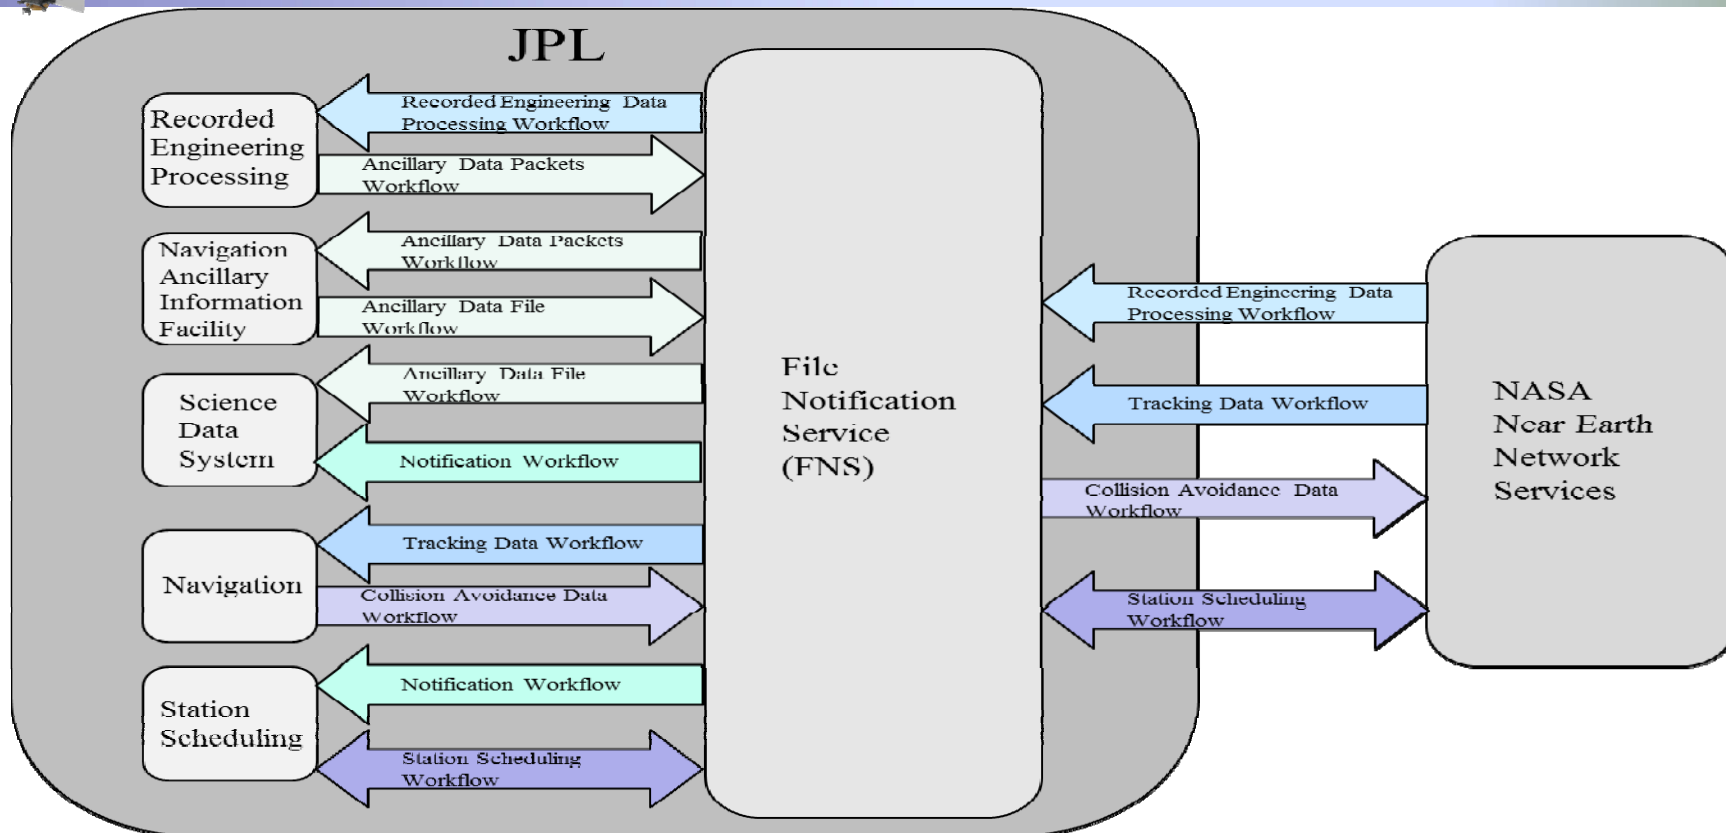 JPL
Recorded
Engineering
Processing
Recorded Engineering Data
Processing Workflow
Ancillary Data Packets
Workflow
Navigation
Ancillary
Information
Facility
Ancillary Data Packets
Workflow
Ancillary Data File
Workflow
Science
Data
System
Ancillary Data File
Workflow
Notification Workflow
Navigation
Tracking Data Workflow
Collision Avoidance Data
Workflow
Station
Scheduling
Notification Workflow
Station Scheduling
Workflow
File
Notification
Service
(FNS)
Recorded Engineering Data
Processing Workflow
Tracking Data Workflow
Collision Avoidance Data
Workflow
Station Scheduling
Workflow
NASA
Near Earth
Network
Services